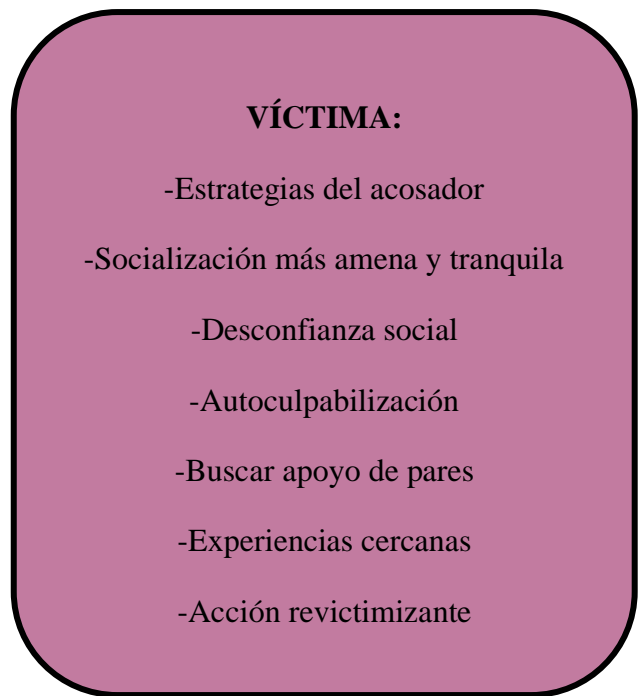 VÍCTIMA:
-Estrategias del acosador
-Socialización más amena y tranquila
-Desconfianza social
-Autoculpabilización
-Buscar apoyo de pares
-Experiencias cercanas
-Acción revictimizante